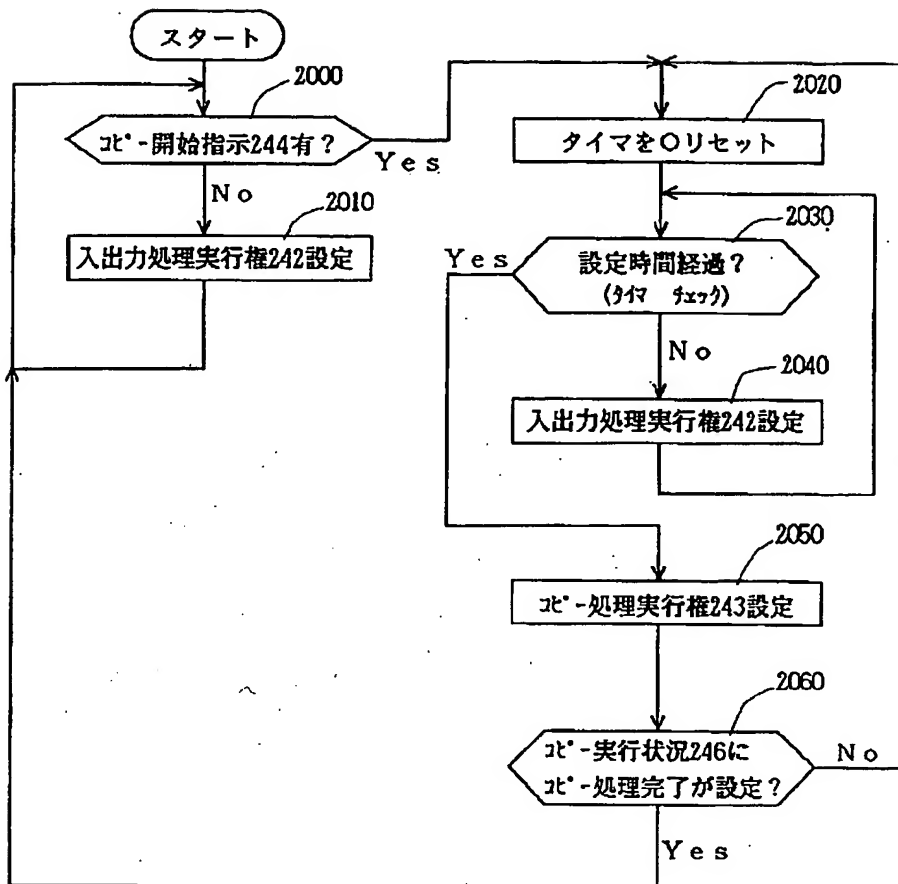 スタート
2000
ｺﾋﾟｰ開始指示244有？
Yes
No
2010
入出力処理実行権242設定
2020
タイマを０リセット
2030
Yes
設定時間経過？
(ﾀｲﾏ ﾁｪｯｸ)
No
2040
入出力処理実行権242設定
2050
ｺﾋﾟｰ処理実行権243設定
2060
ｺﾋﾟｰ実行状況246に
ｺﾋﾟｰ処理完了が設定？
No
Yes